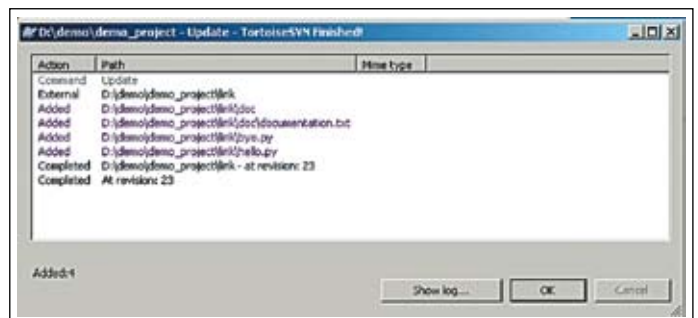 D:\demo\demo_project - Update - TortoiseSVN Finished!
Action Path Mime type
Command Update
External D:\demo\demo_project\link
Added D:\demo\demo_project\link\doc
Added D:\demo\demo_project\link\doc\documentation.txt
Added D:\demo\demo_project\link\bye.py
Added D:\demo\demo_project\link\hello.py
Completed D:\demo\demo_project\link - at revision: 23
Completed At revision: 23
Added:4
Show log... OK Cancel